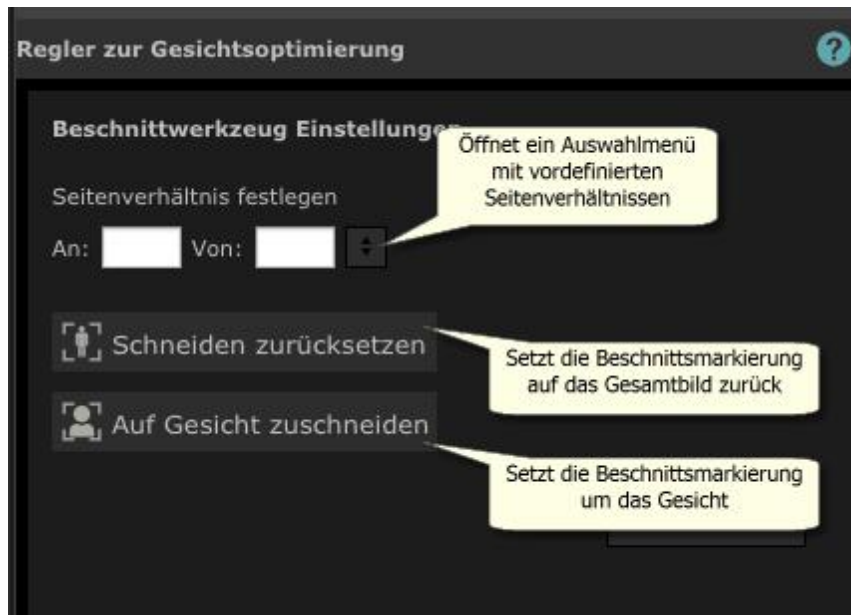 Regler zur Gesichtsoptimierung
?
Beschnittwerkzeug Einstellungen
Öffnet ein Auswahlmenü
mit vordefinierten
Seitenverhältnissen
Seitenverhältnis festlegen
An: Von:
Schneiden zurücksetzen
Setzt die Beschnittsmarkierung
auf das Gesamtbild zurück
Auf Gesicht zuschneiden
Setzt die Beschnittsmarkierung
um das Gesicht